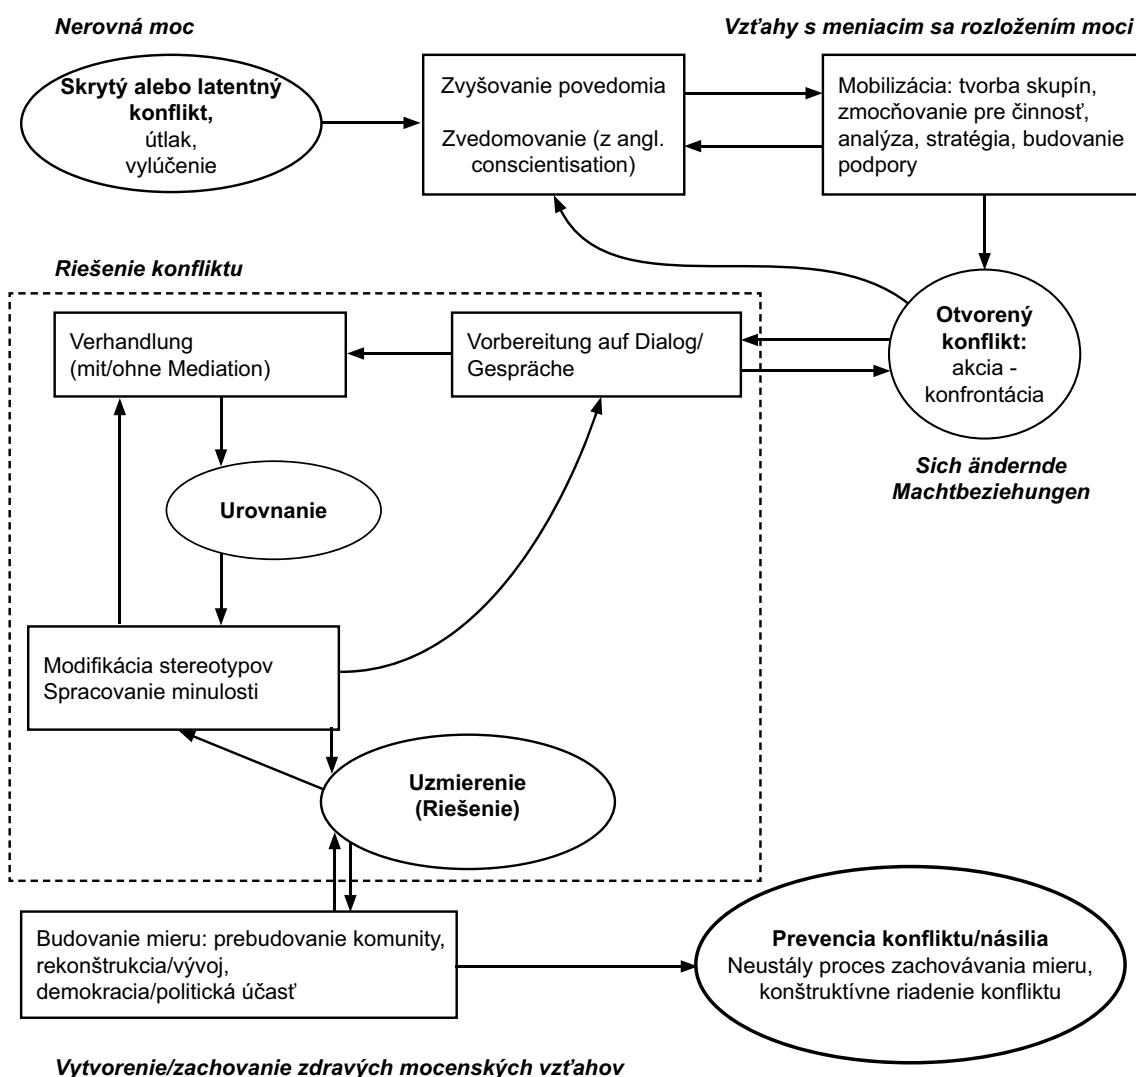 Nerovná moc
Vzťahy s meniacim sa rozložením moci
Skrytý alebo latentný
konflikt,
útlak,
vylúčenie
Zvyšovanie povedomia
Zvedomovanie (z angl.
conscientisation)
Mobilizácia: tvorba skupín,
zmocňovanie pre činnosť,
analýza, stratégia, budovanie
podpory
Riešenie konfliktu
Verhandlung
(mit/ohne Mediation)
Vorbereitung auf Dialog/
Gespräche
Otvorený
konflikt:
akcia -
konfrontácia
Sich ändernde
Machtbeziehungen
Urovnanie
Modifikácia stereotypov
Spracovanie minulosti
Uzmierenie
(Riešenie)
Budovanie mieru: prebudovanie komunity,
rekonštrukcia/vývoj,
demokracia/politická účasť
Prevencia konfliktu/násilia
Neustály proces zachovávania mieru,
konštruktívne riadenie konfliktu
Vytvorenie/zachovanie zdravých mocenských vzťahov